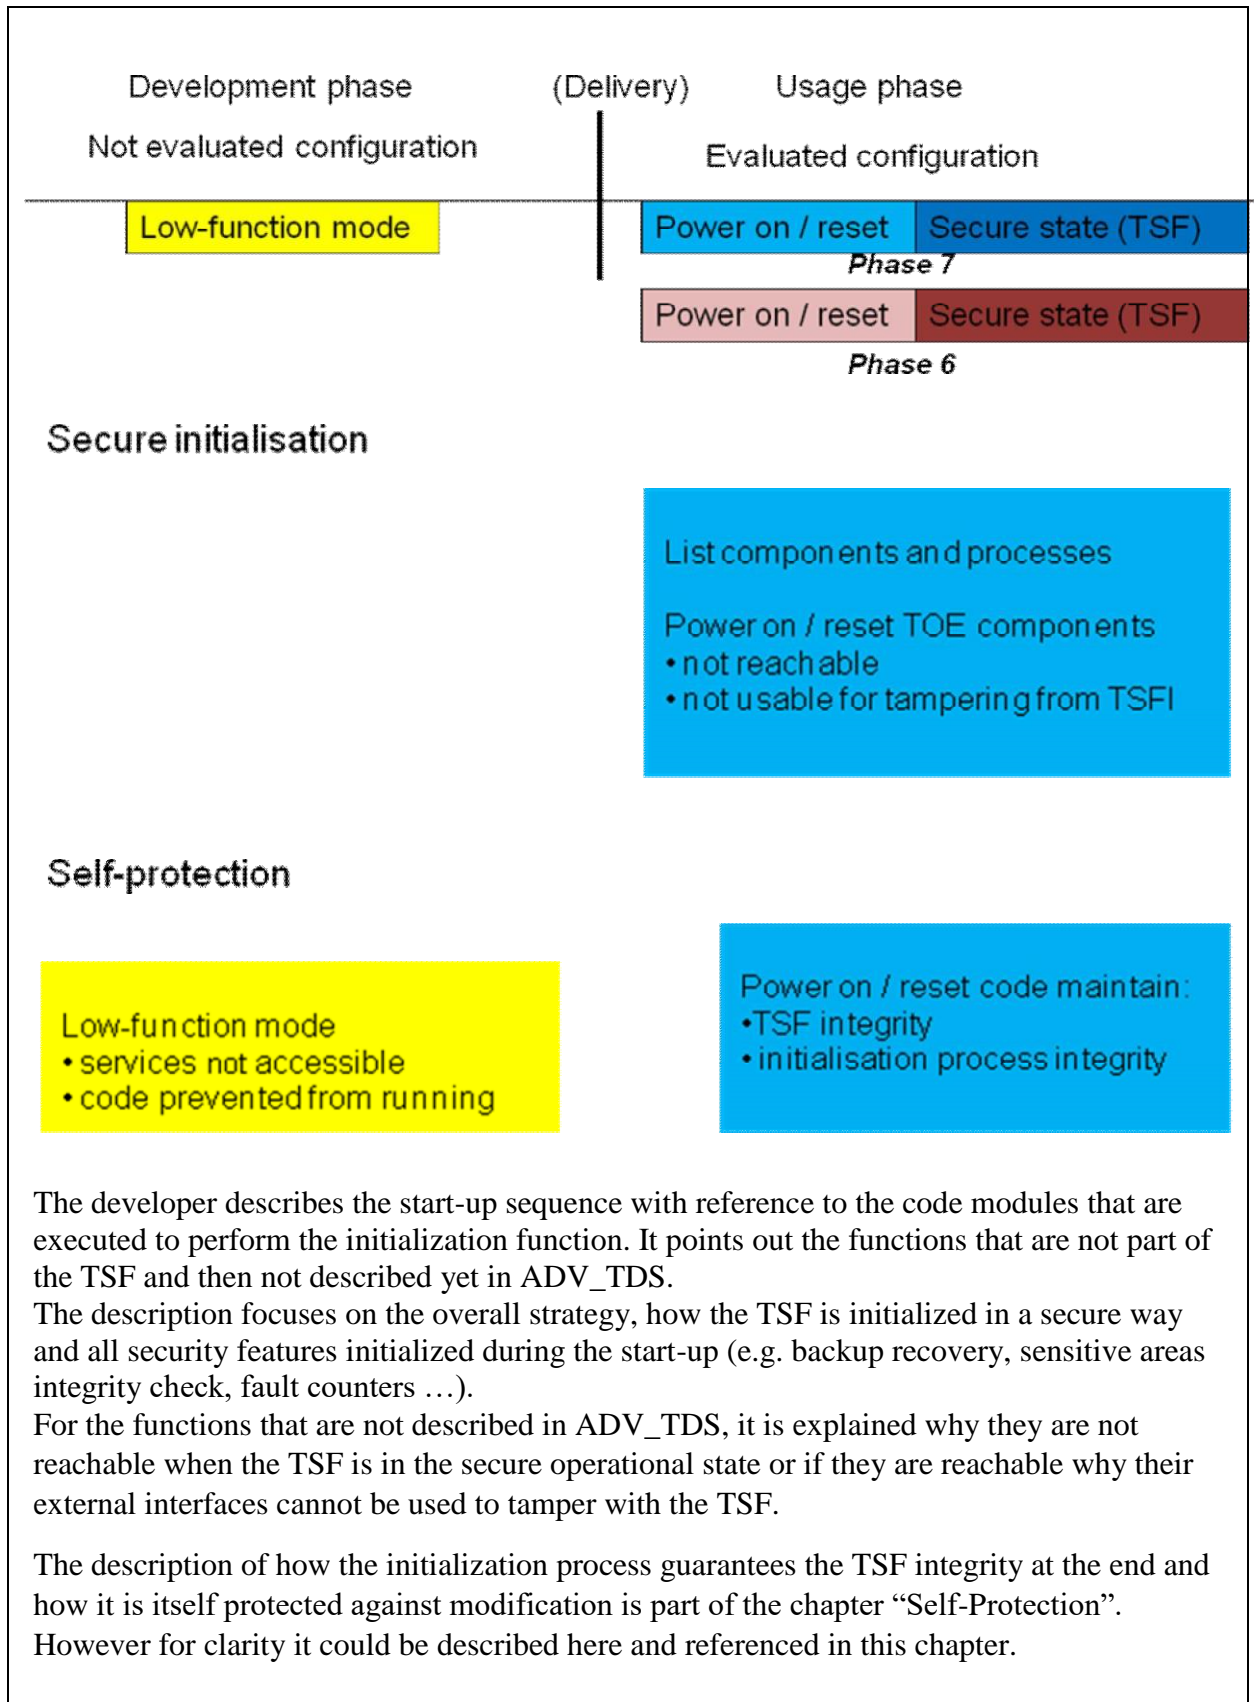 Development phase (Delivery) Usage phase
Not evaluated configuration Evaluated configuration
Low-function mode Power on / reset Secure state (TSF)
Phase 7
Power on / reset Secure state (TSF)
Phase 6
Secure initialisation
List components and processes
Power on / reset TOE components
• not reachable
• not usable for tampering from TSFI
Self-protection
Low-function mode
• services not accessible
• code prevented from running
Power on / reset code maintain:
•TSF integrity
• initialisation process integrity
The developer describes the start-up sequence with reference to the code modules that are
executed to perform the initialization function. It points out the functions that are not part of
the TSF and then not described yet in ADV_TDS.
The description focuses on the overall strategy, how the TSF is initialized in a secure way
and all security features initialized during the start-up (e.g. backup recovery, sensitive areas
integrity check, fault counters …).
For the functions that are not described in ADV_TDS, it is explained why they are not
reachable when the TSF is in the secure operational state or if they are reachable why their
external interfaces cannot be used to tamper with the TSF.
The description of how the initialization process guarantees the TSF integrity at the end and
how it is itself protected against modification is part of the chapter “Self-Protection”.
However for clarity it could be described here and referenced in this chapter.